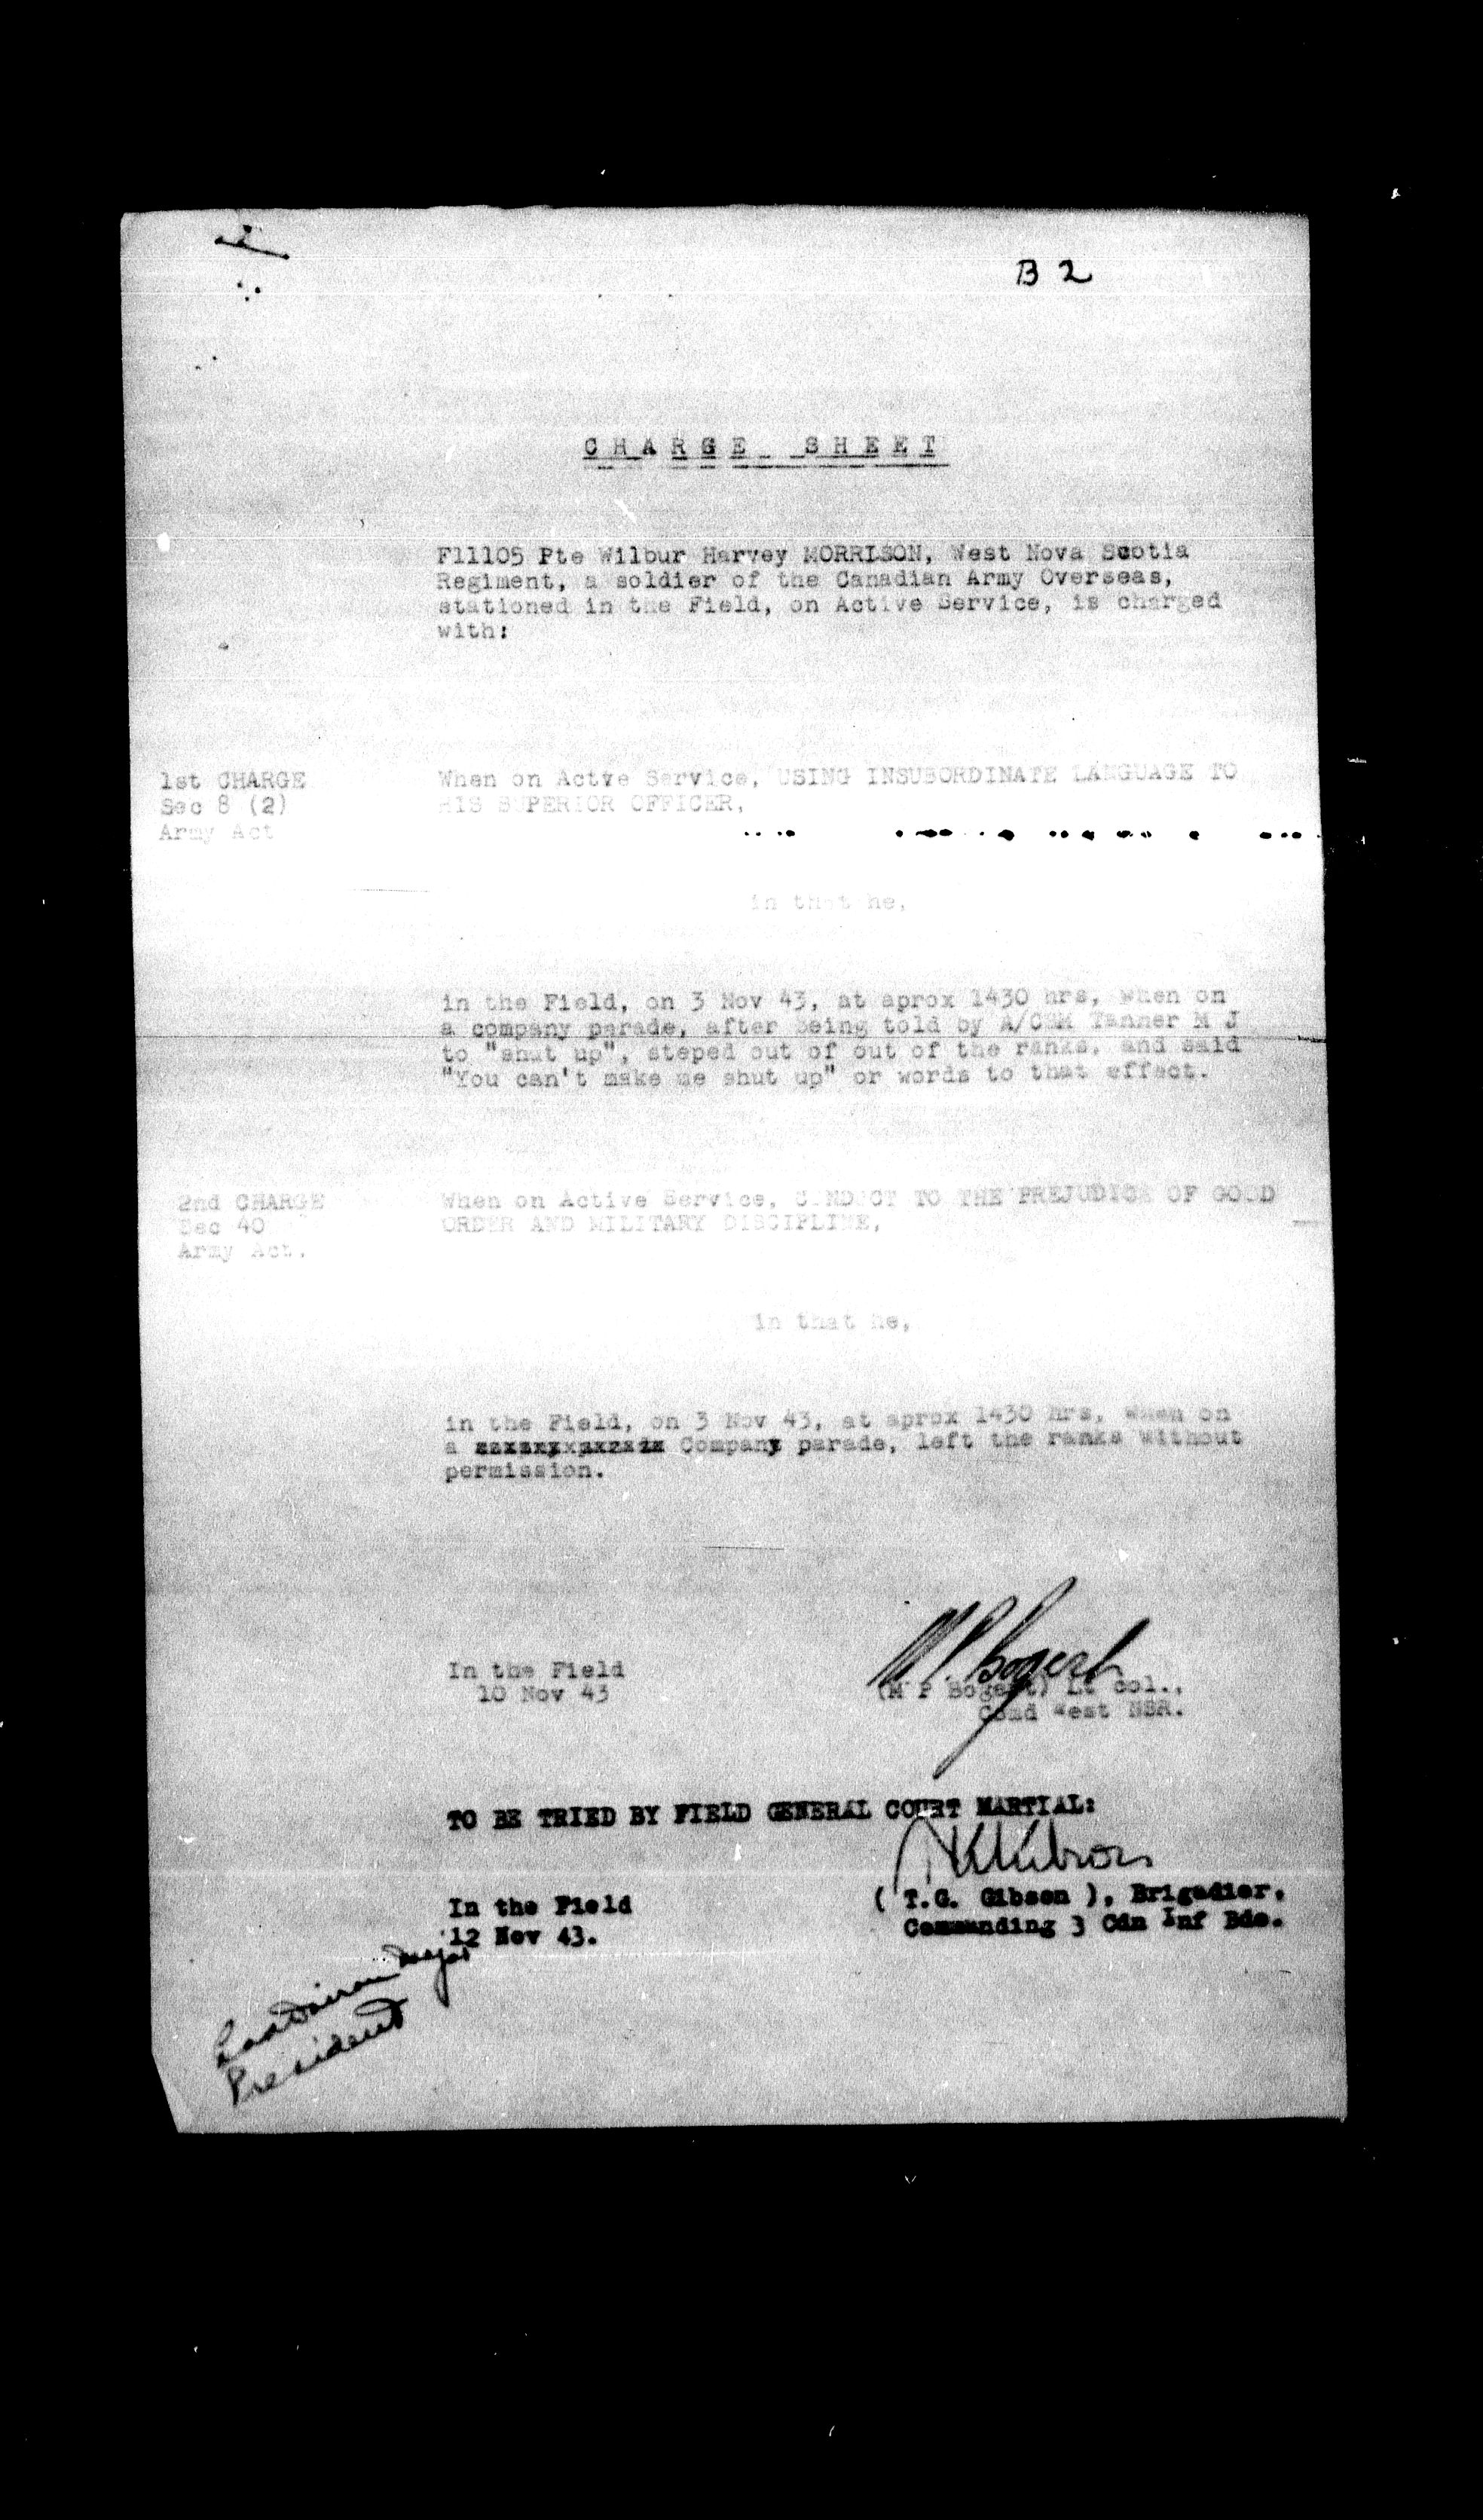 B 2
CHARGE SHEET
F11105 Pte Wilbur Harvey MORRISON, West Nova Scotia
Regiment, a soldier of the Canadian Army Overseas,
stationed in the Field, on Active Service, is charged
with:
1st CHARGE
Sec 8 (2)
Army Act
When on Actve Service, USING INSUBORDINATE LANGUAGE TO
HIS SUPERIOR OFFICER,
in that he,
in the Field, on 3 Nov 43, at aprox 1430 hrs, when on
a company parade, after being told by A/CSM Tanner M J
to "shut up", steped out of out of the ranks, and said
"You can't make me shut up" or words to that effect.
2nd CHARGE
Sec 40
Army Act.
When on Active Service, CONDUCT TO THE PREJUDICE OF GOOD
ORDER AND MILITARY DISCIPLINE,
in that he,
in the Field, on 3 Nov 43, at aprox 1430 hrs, when on
a Company parade, left the ranks without
permission.
In the Field
10 Nov 43
M P Bogert
(M P Bogert) Lt col.,
Comd West NSR.
TO BE TRIED BY FIELD GENERAL COURT MARTIAL:
In the Field
12 Nov 43.
( T.G. Gibson ), Brigadier,
Commanding 3 Cdn Inf Bde.
Major
President